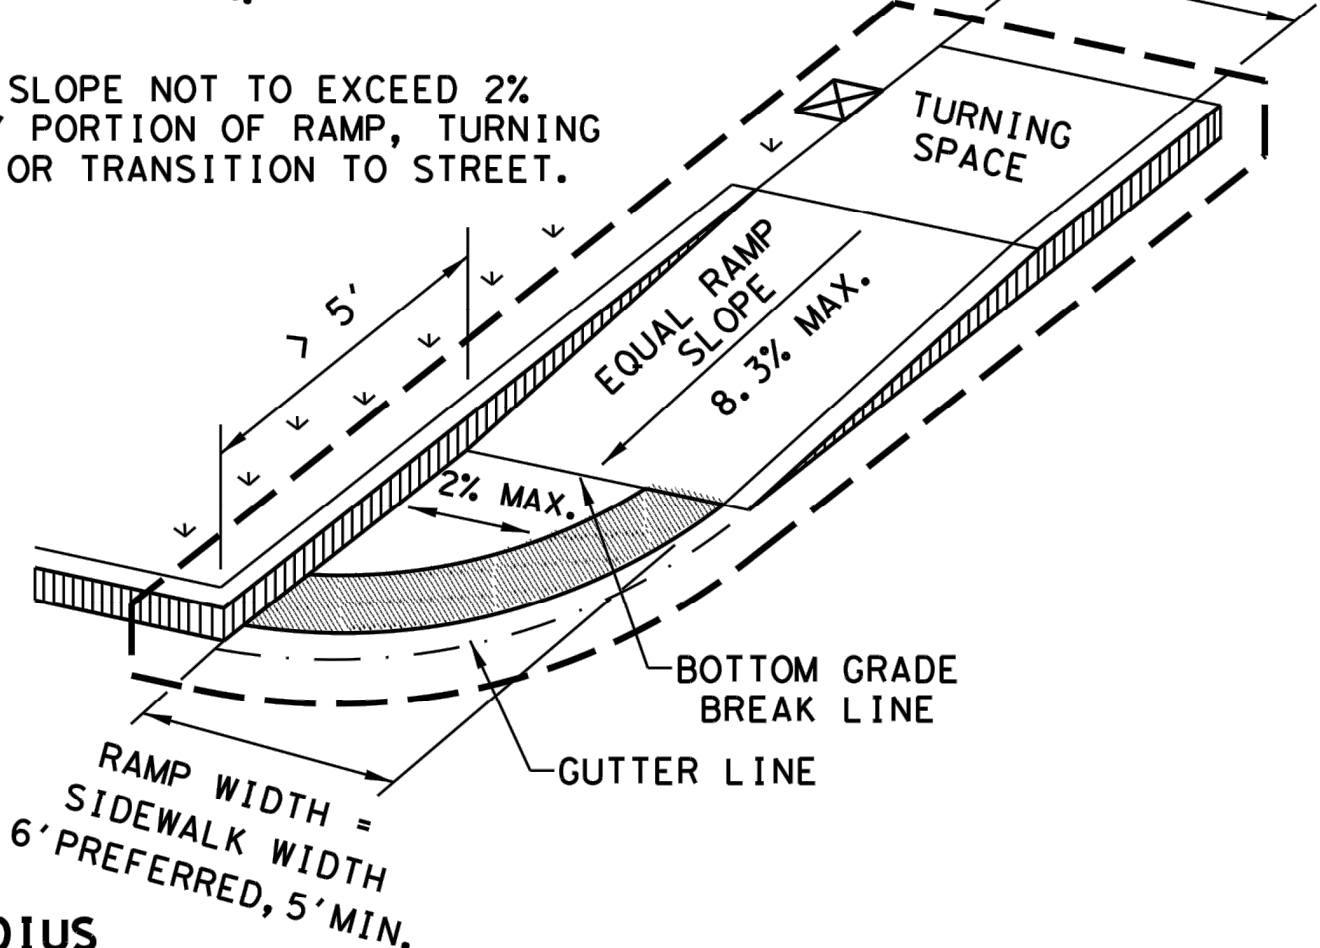 SLOPE NOT TO EXCEED 2%
PORTION OF RAMP, TURNING
OR TRANSITION TO STREET.
TURNING
SPACE
> 5'
EQUAL RAMP
SLOPE
8.3% MAX.
2% MAX.
BOTTOM GRADE
BREAK LINE
GUTTER LINE
RAMP WIDTH =
SIDEWALK WIDTH
6' PREFERRED, 5' MIN.
DIUS